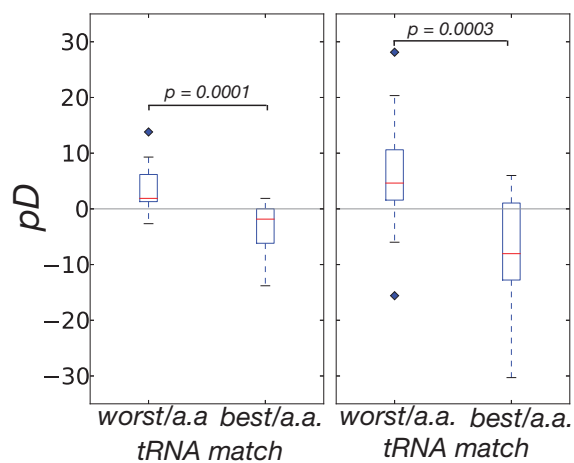 30
20
10
0
−10
−20
−30
pD
p = 0.0001
p = 0.0003
worst/a.a best/a.a.
tRNA match
worst/a.a. best/a.a.
tRNA match